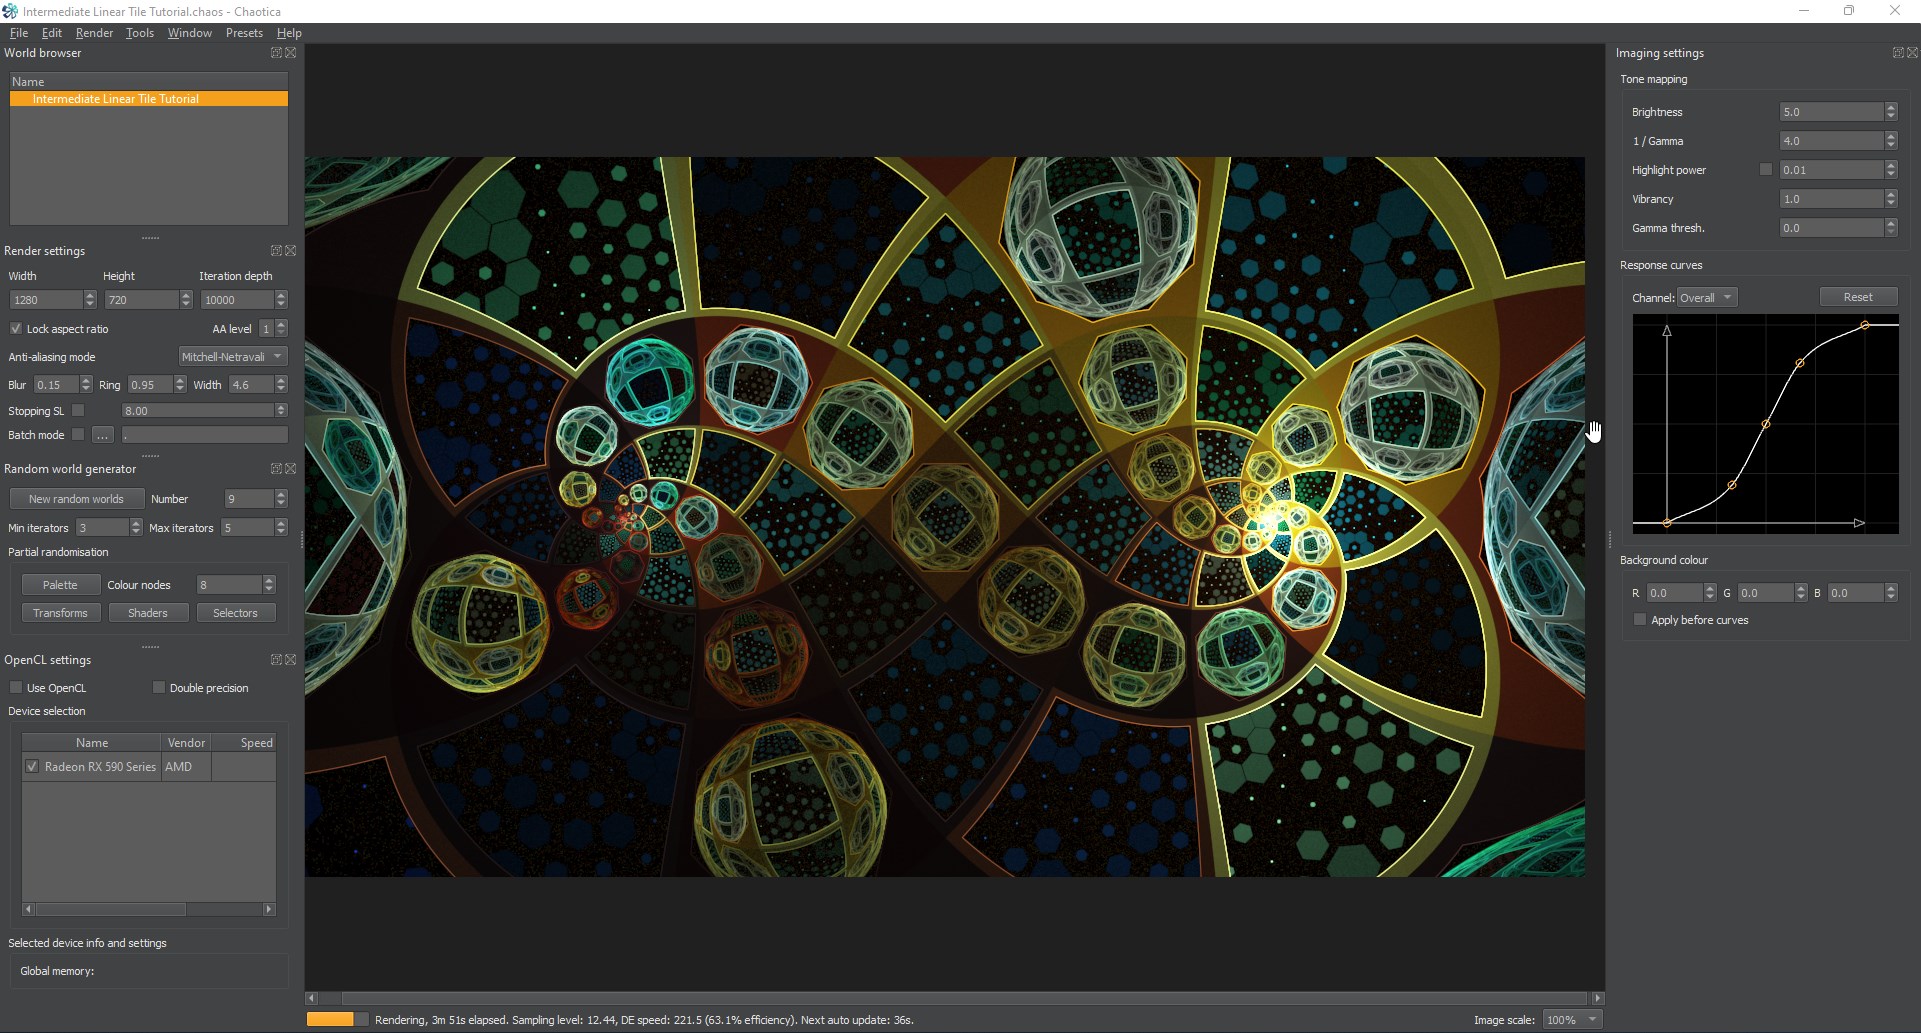 Intermediate Linear Tile Tutorial.chaos - Chaotica
File Edit Render Tools Window Presets Help
World browser
Name
Intermediate Linear Tile Tutorial
Render settings
Width Height Iteration depth
1280 720 10000
Lock aspect ratio AA level 1
Anti-aliasing mode Mitchell-Netravali
Blur 0.15 Ring 0.95 Width 4.6
Stopping SL 8.00
Batch mode ... .
Random world generator
New random worlds Number 9
Min iterators 3 Max iterators 5
Partial randomisation
Palette Colour nodes 8
Transforms Shaders Selectors
OpenCL settings
Use OpenCL Double precision
Device selection
Name Vendor Speed
Radeon RX 590 Series AMD
Selected device info and settings
Global memory:
Rendering, 3m 51s elapsed. Sampling level: 12.44, DE speed: 221.5 (63.1% efficiency). Next auto update: 36s.
Image scale: 100%
Imaging settings
Tone mapping
Brightness 5.0
1 / Gamma 4.0
Highlight power 0.01
Vibrancy 1.0
Gamma thresh. 0.0
Response curves
Channel: Overall Reset
Background colour
R 0.0 G 0.0 B 0.0
Apply before curves